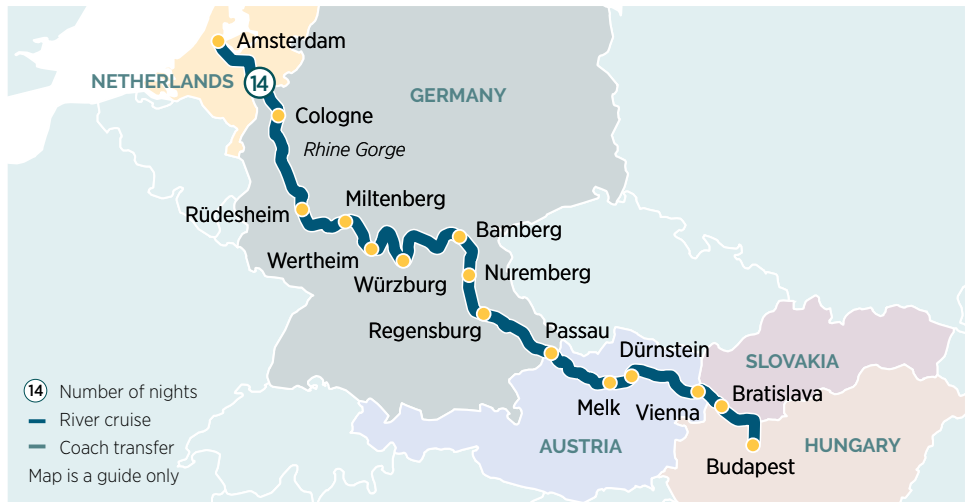 Amsterdam
NETHERLANDS
14
GERMANY
Cologne
Rhine Gorge
Miltenberg
Rüdesheim
Bamberg
Wertheim
Würzburg
Nuremberg
Regensburg
Passau
Dürnstein
SLOVAKIA
Melk
Vienna
Bratislava
AUSTRIA
HUNGARY
Budapest
14 Number of nights
River cruise
Coach transfer
Map is a guide only